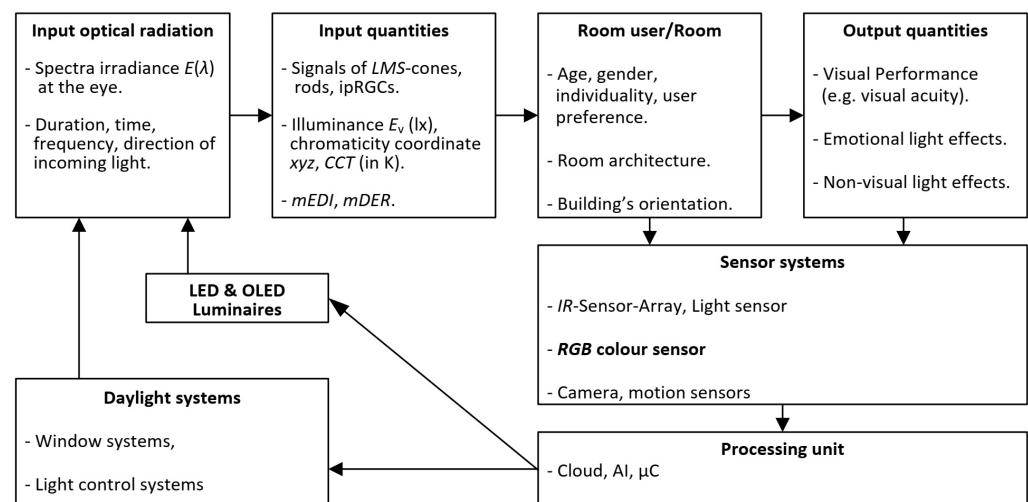 Input optical radiation
- Spectra irradiance E(λ)
at the eye.
- Duration, time,
frequency, direction of
incoming light.
Input quantities
- Signals of LMS-cones,
rods, ipRGCs.
- Illuminance Ev (lx),
chromaticity coordinate
xyz, CCT (in K).
- mEDI, mDER.
Room user/Room
- Age, gender,
individuality, user
preference.
- Room architecture.
- Building's orientation.
Output quantities
- Visual Performance
(e.g. visual acuity).
- Emotional light effects.
- Non-visual light effects.
LED & OLED
Luminaires
Sensor systems
- IR-Sensor-Array, Light sensor
- RGB colour sensor
- Camera, motion sensors
Daylight systems
- Window systems,
- Light control systems
Processing unit
- Cloud, AI, µC